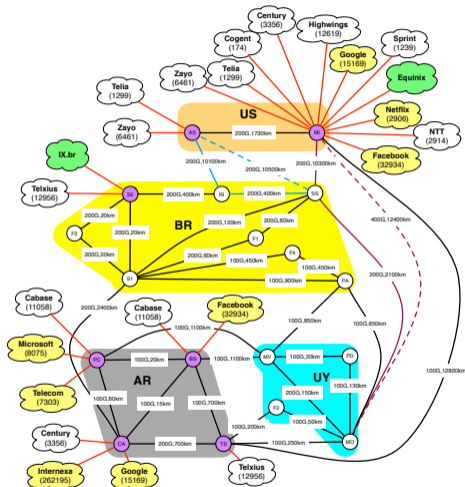 Century
(3356)
Highwings
(12619)
Cogent
(174)
Sprint
(1239)
Google
(15169)
Telia
(1299)
Zayo
(6461)
Equinix
Telia
(1299)
Netflix
(2906)
US
Zayo
(6461)
AS
200G,1730km
MI
NTT
(2914)
IX.br
200G,10100km
200G,10500km
200G,10300km
Facebook
(32934)
Telxius
(12956)
S2
200G,400km
200G,400km
SG
200G,20km
BR
200G,120km
200G,60km
400G,12400km
F3
200G,20km
F1
200G,20km
200G,60km
F4
100G,450km
100G,450km
S1
100G,900km
PA
200G,2100km
200G,2400km
Cabase
(11058)
Cabase
(11058)
Facebook
(32934)
100G,850km
100G,650km
Microsoft
(8075)
100G,1100km
PC
100G,20km
BS
100G,1100km
MV
100G,30km
PD
100G,12800km
Telecom
(7303)
AR
UY
100G,60km
100G,15km
100G,700km
200G,150km
100G,130km
F2
100G,200km
100G,50km
Century
(3356)
CA
200G,700km
TS
100G,250km
MO
Internexa
(262195)
Google
(15169)
Telxius
(12956)